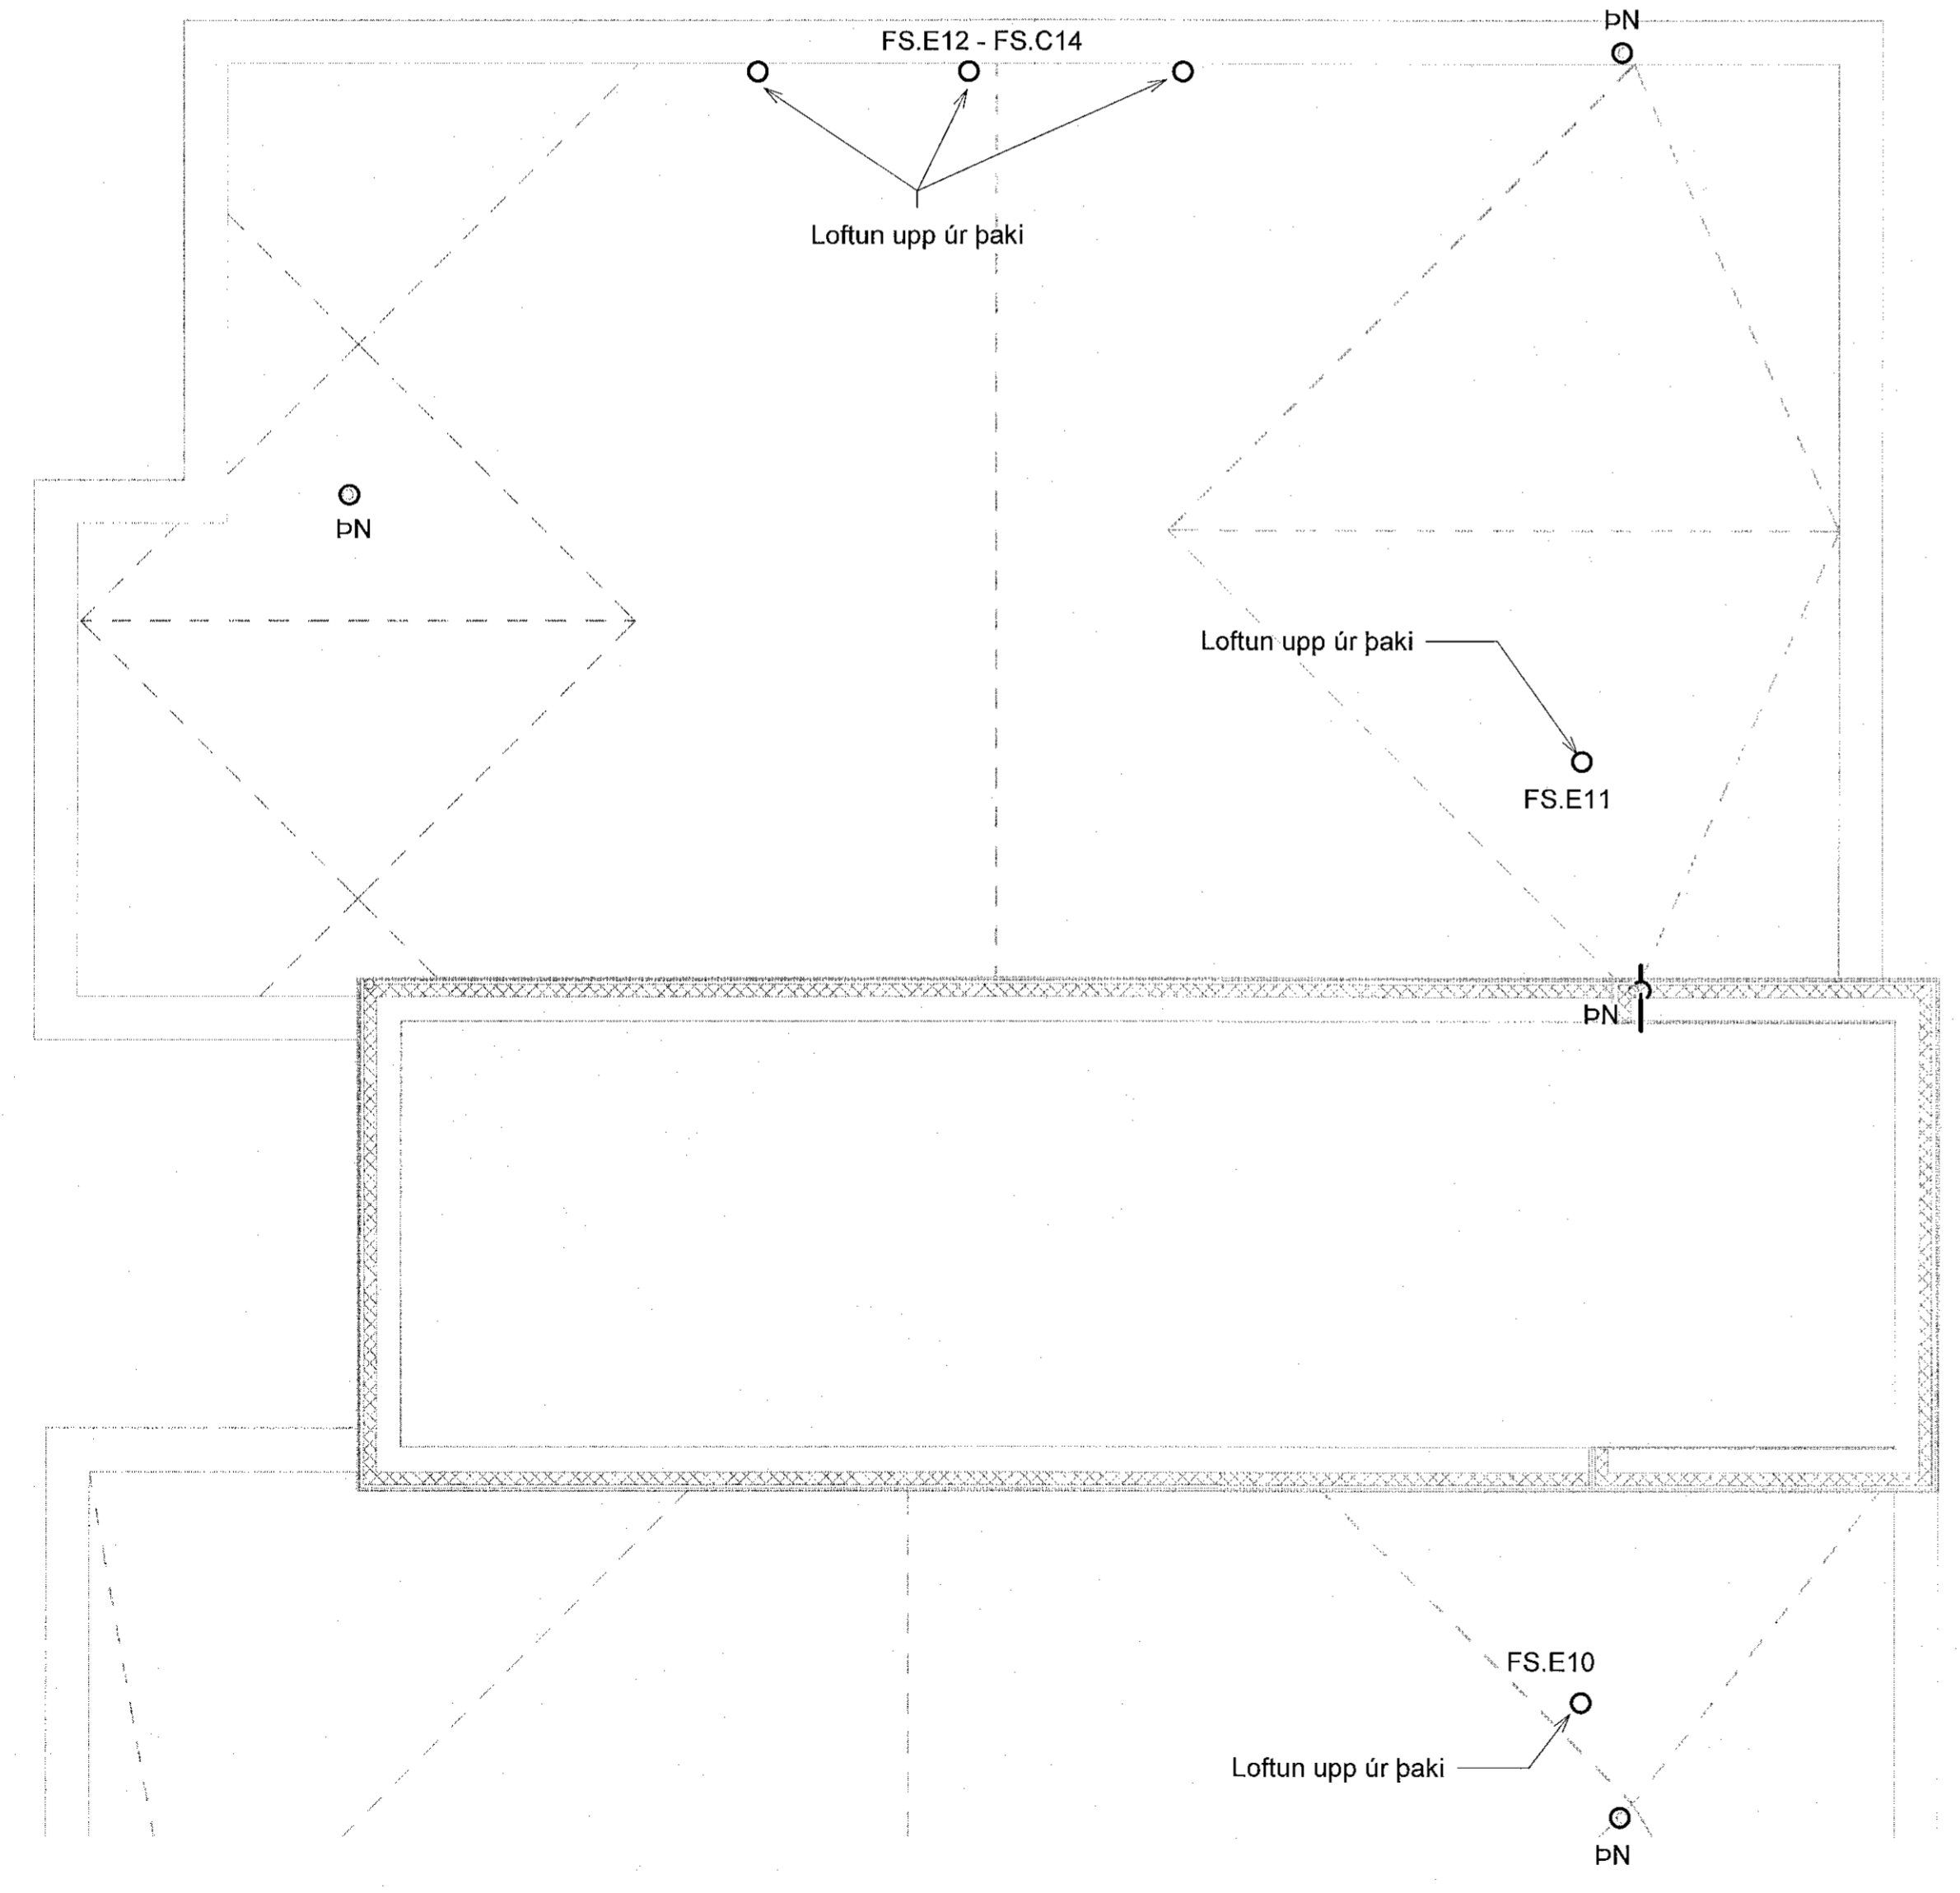 ÞN
FS.E12 - FS.C14
Loftun upp úr þaki
ÞN
Loftun upp úr þaki
FS.E11
ÞN
FS.E10
Loftun upp úr þaki
ÞN